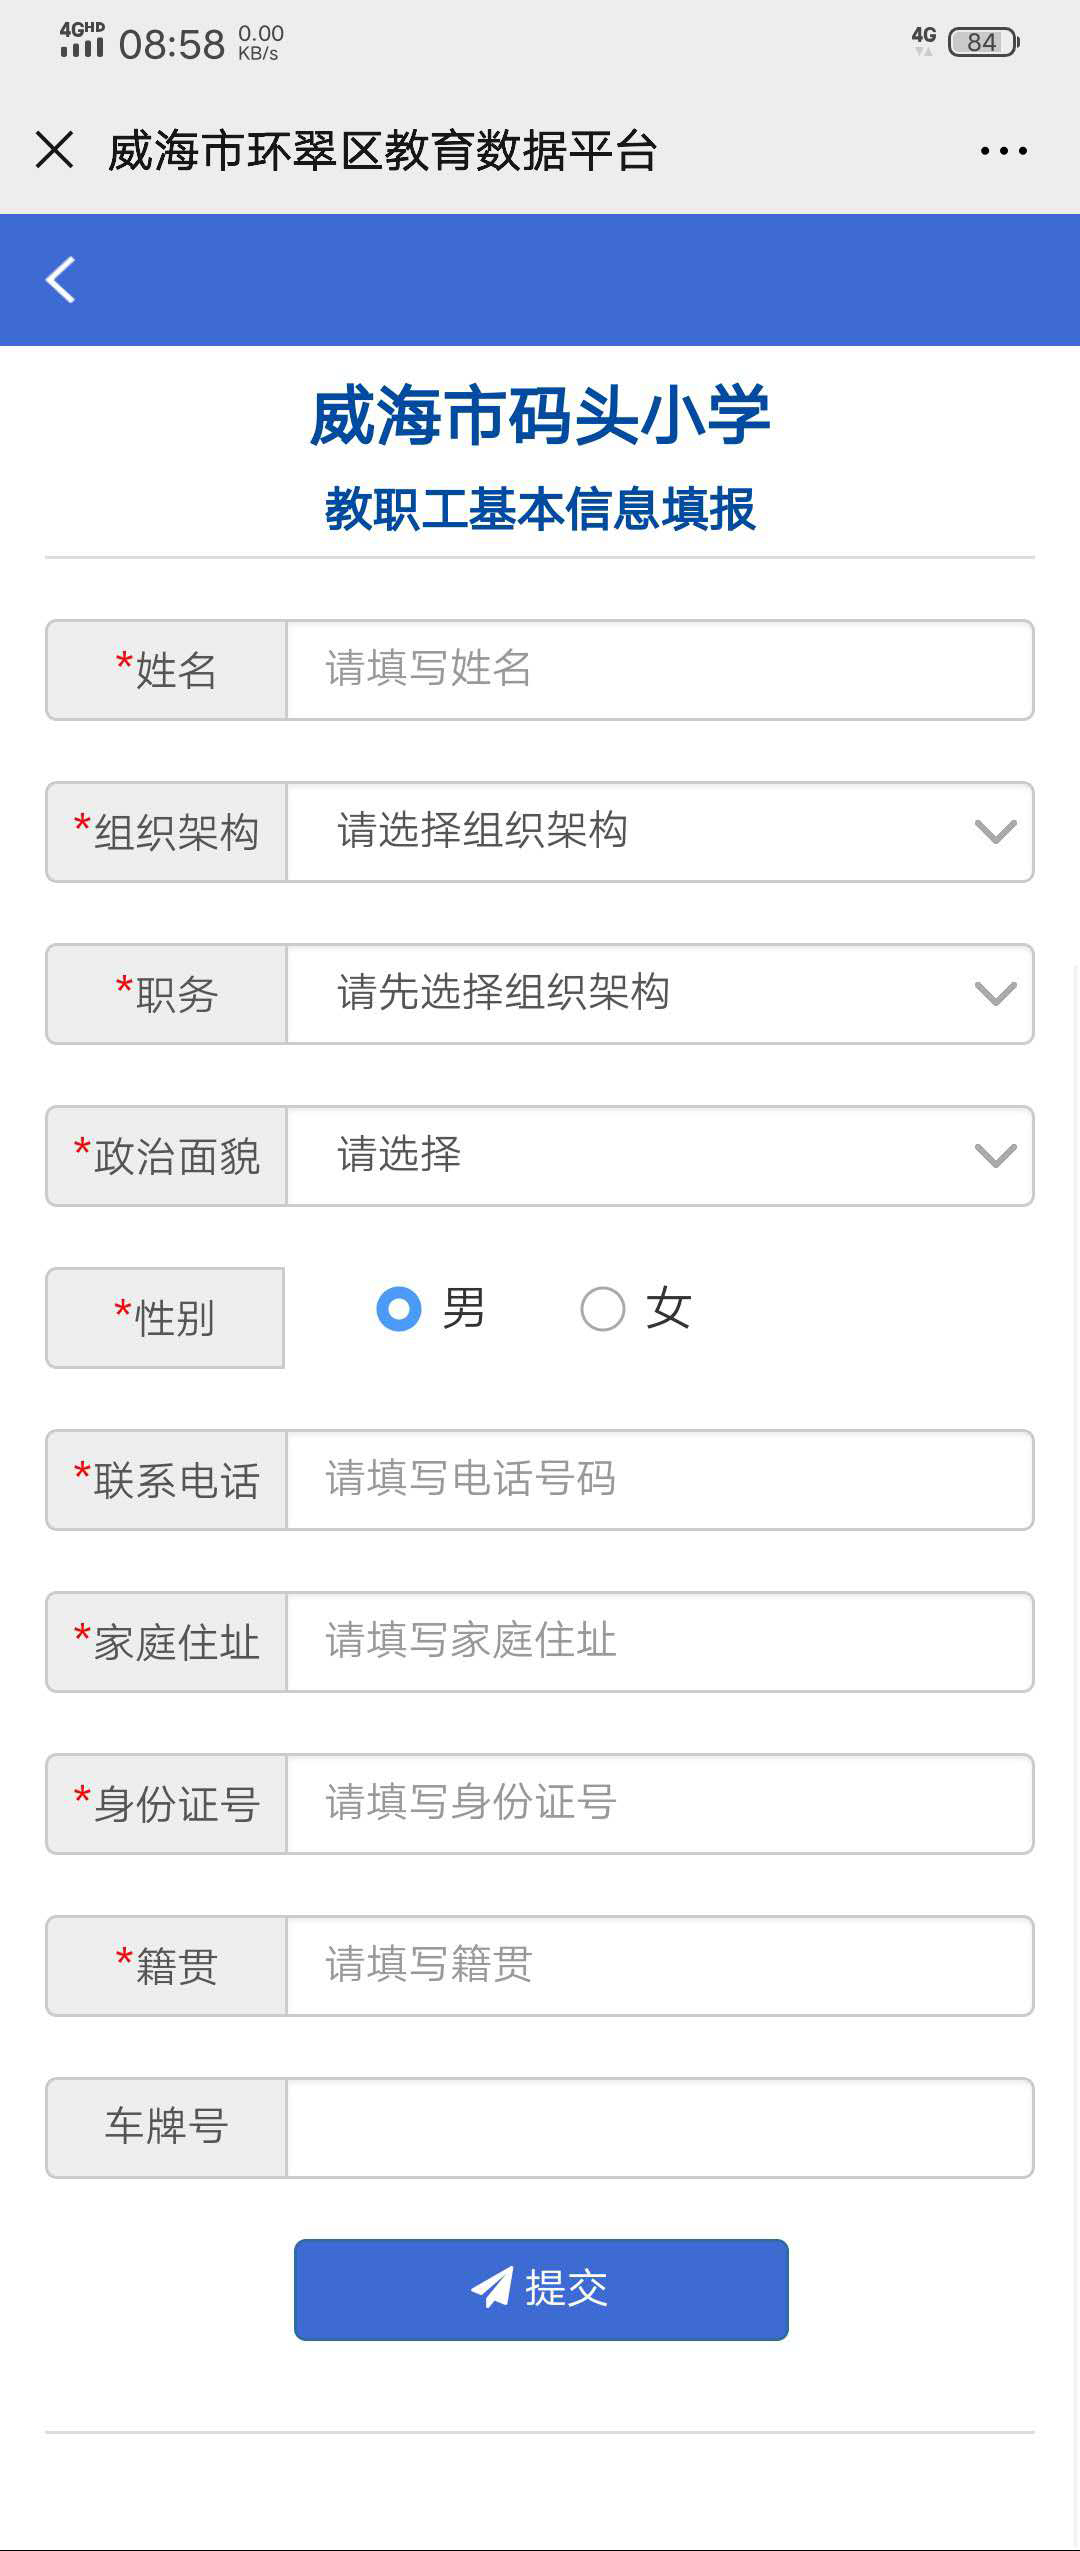 4GHD 08:58 0.00 KB/s 4G 84
威海市环翠区教育数据平台
威海市码头小学
教职工基本信息填报
*姓名 请填写姓名
*组织架构 请选择组织架构
*职务 请先选择组织架构
*政治面貌 请选择
*性别 男 女
*联系电话 请填写电话号码
*家庭住址 请填写家庭住址
*身份证号 请填写身份证号
*籍贯 请填写籍贯
车牌号
提交